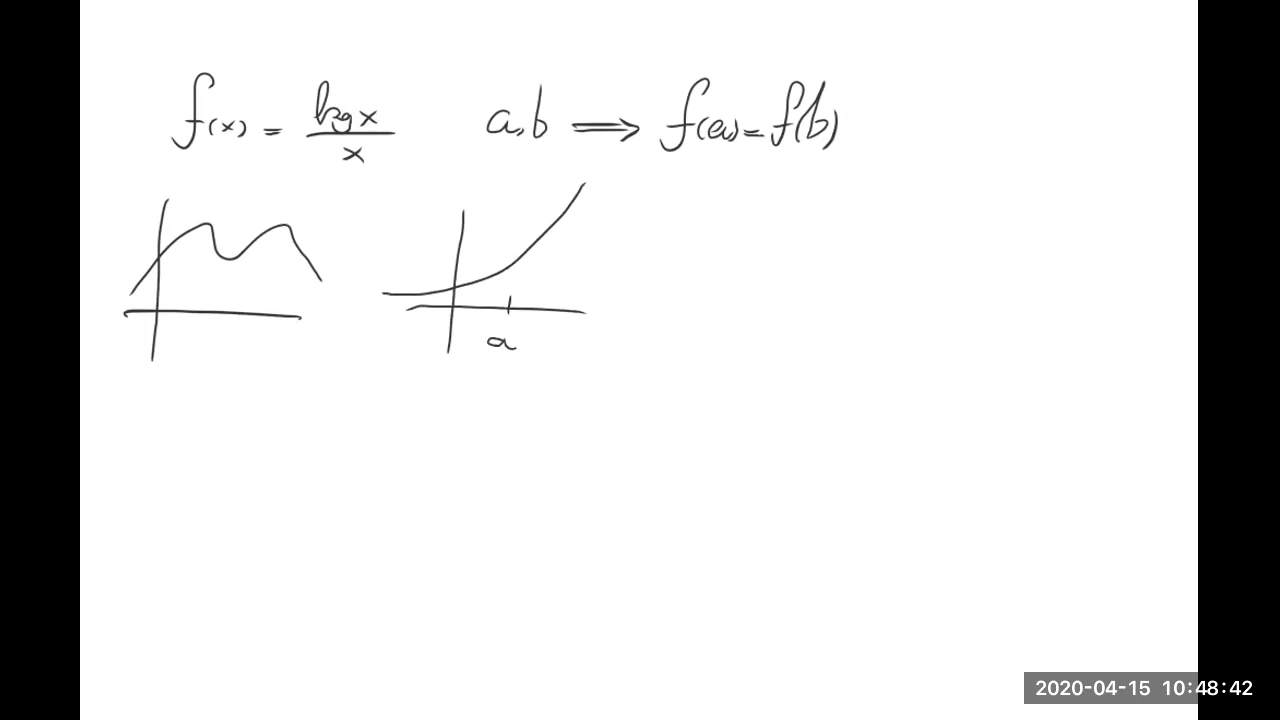 f(x) = log x / x    a, b ⟹ f(a) = f(b)
a
2020-04-15 10:48:42